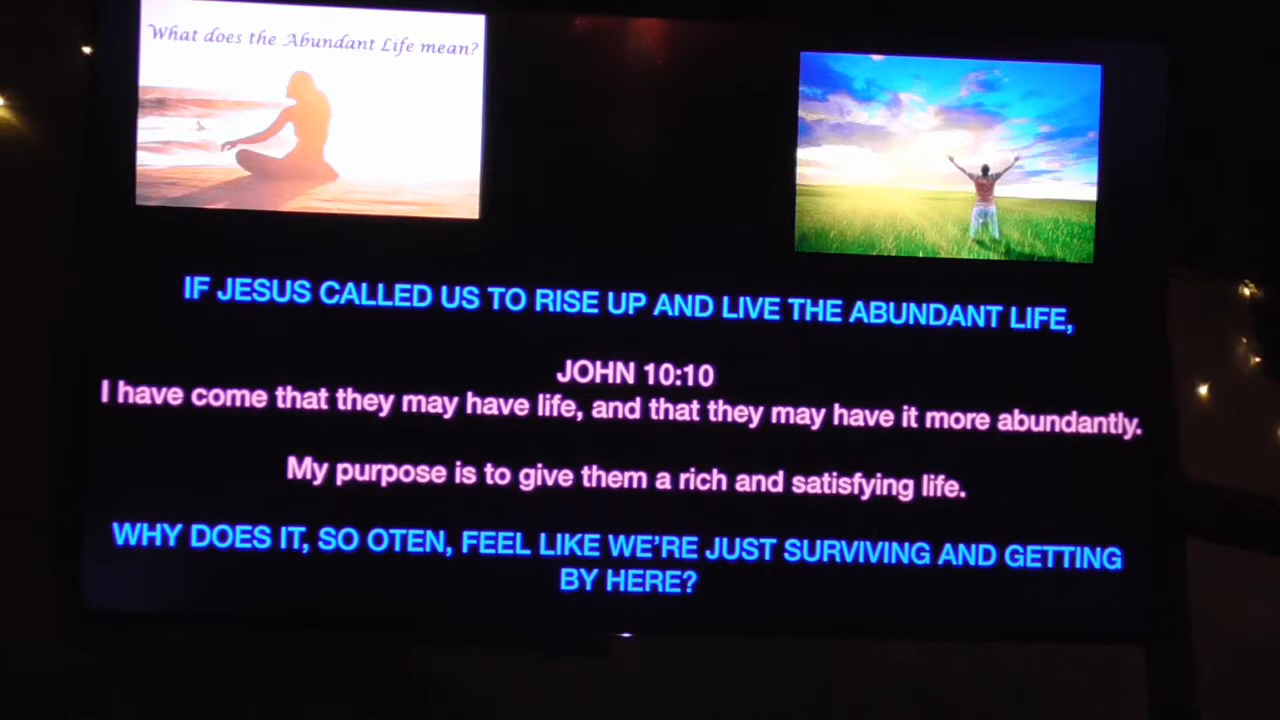 What does the Abundant Life mean?
IF JESUS CALLED US TO RISE UP AND LIVE THE ABUNDANT LIFE,
JOHN 10:10
I have come that they may have life, and that they may have it more abundantly.
My purpose is to give them a rich and satisfying life.
WHY DOES IT, SO OTEN, FEEL LIKE WE'RE JUST SURVIVING AND GETTING
BY HERE?